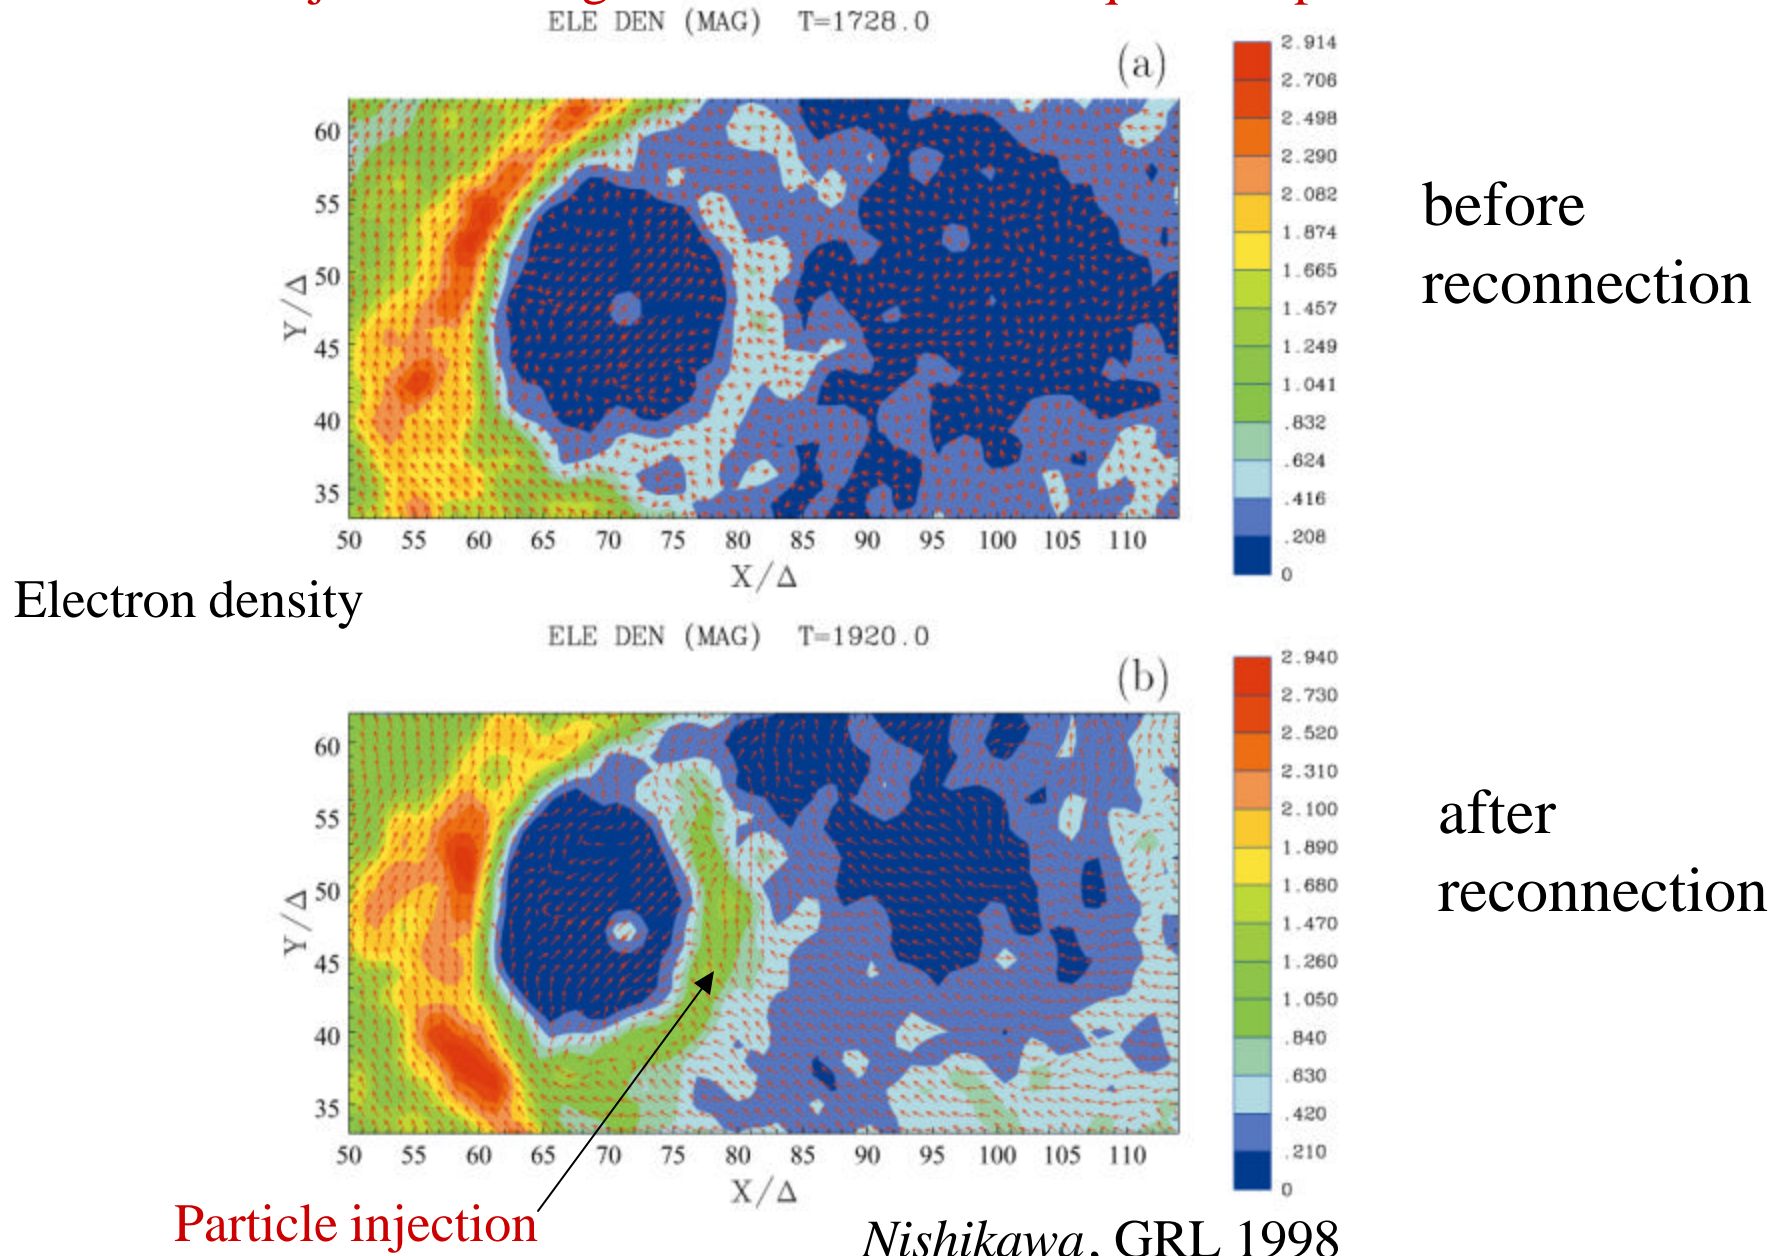 ELE DEN (MAG) T=1728.0
(a)
2.914
2.706
2.498
2.290
2.082
1.874
1.665
1.457
1.249
1.041
.832
.624
.416
.208
0
60
55
50
45
40
35
Y/Δ
50 55 60 65 70 75 80 85 90 95 100 105 110
X/Δ
before
reconnection
Electron density
ELE DEN (MAG) T=1920.0
(b)
2.940
2.730
2.520
2.310
2.100
1.890
1.680
1.470
1.260
1.050
.840
.630
.420
.210
0
60
55
50
45
40
35
Y/Δ
50 55 60 65 70 75 80 85 90 95 100 105 110
X/Δ
after
reconnection
Particle injection
Nishikawa, GRL 1998